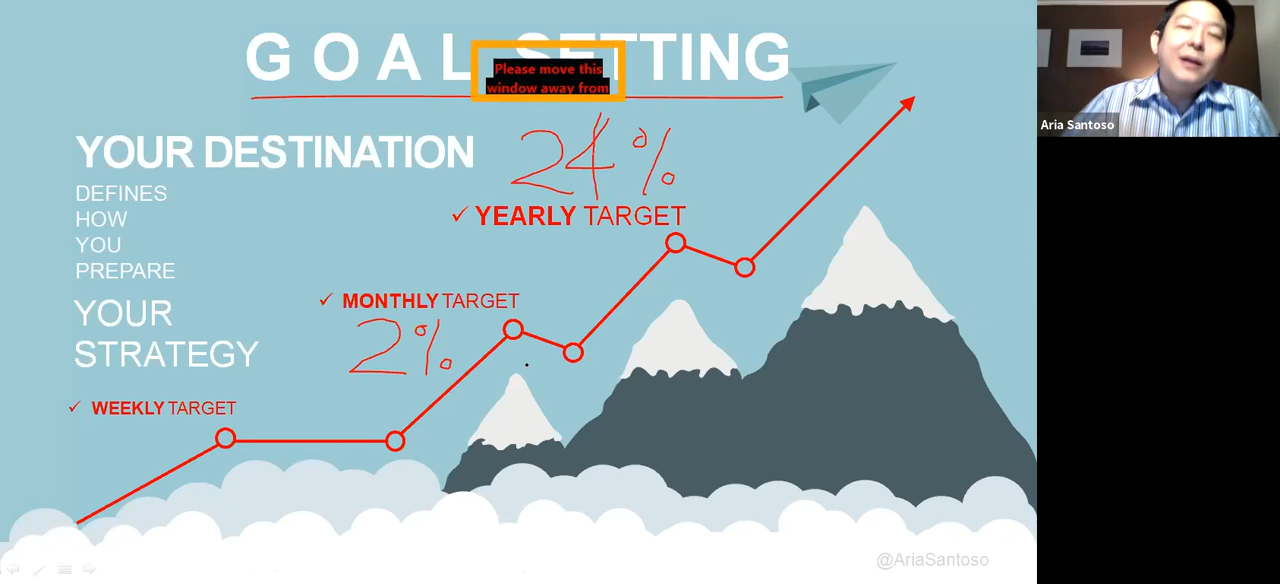 GOAL SETTING
Please move this
window away from
YOUR DESTINATION
DEFINES
HOW
YOU
PREPARE
YOUR
STRATEGY
24%
✓ YEARLY TARGET
✓ MONTHLY TARGET
2%
✓ WEEKLY TARGET
@AriaSantoso
Aria Santoso